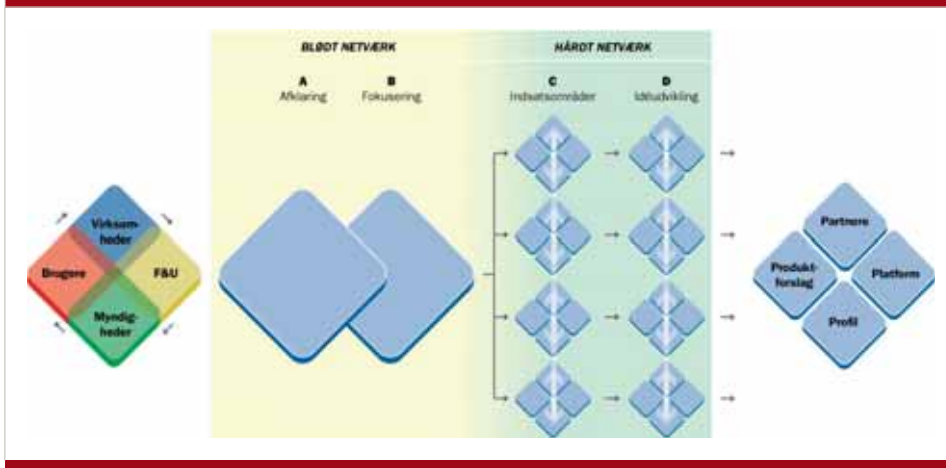 BLØDT NETVÆRK
HÅRDT NETVÆRK
A
Afklaring
B
Fokusering
C
Indsatsområder
D
Idéudvikling
Virksom-
heder
Brugere
F&U
Myndig-
heder
Partnere
Produkt-
forslag
Platform
Profil